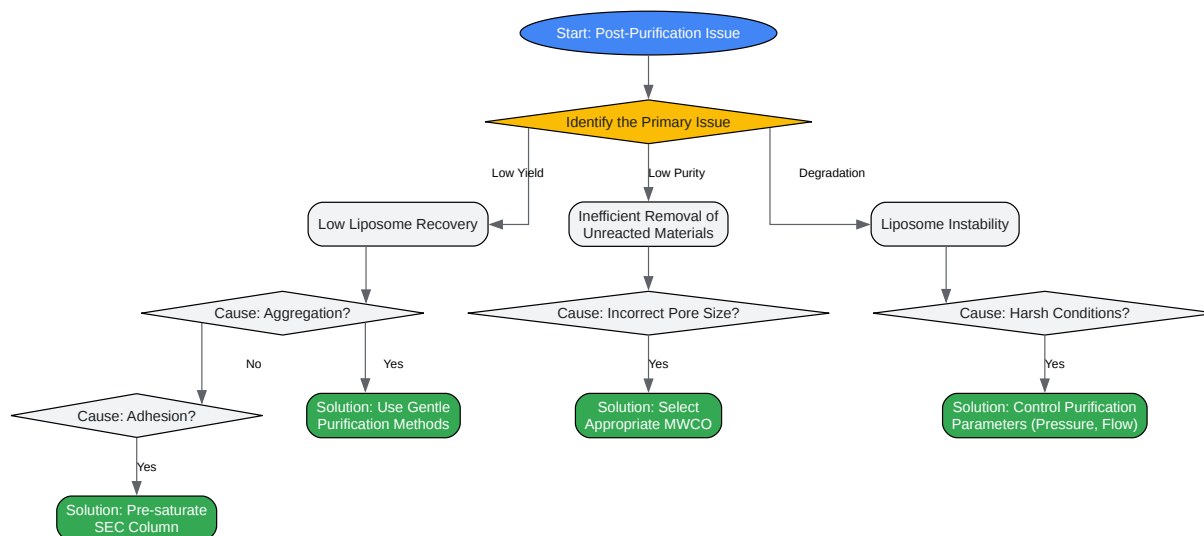 Start: Post-Purification Issue
Identify the Primary Issue
Low Yield
Low Purity
Degradation
Low Liposome Recovery
Inefficient Removal of
Unreacted Materials
Liposome Instability
Cause: Aggregation?
Cause: Incorrect Pore Size?
Cause: Harsh Conditions?
No
Yes
Yes
Yes
Cause: Adhesion?
Solution: Use Gentle
Purification Methods
Solution: Select
Appropriate MWCO
Solution: Control Purification
Parameters (Pressure, Flow)
Yes
Solution: Pre-saturate
SEC Column